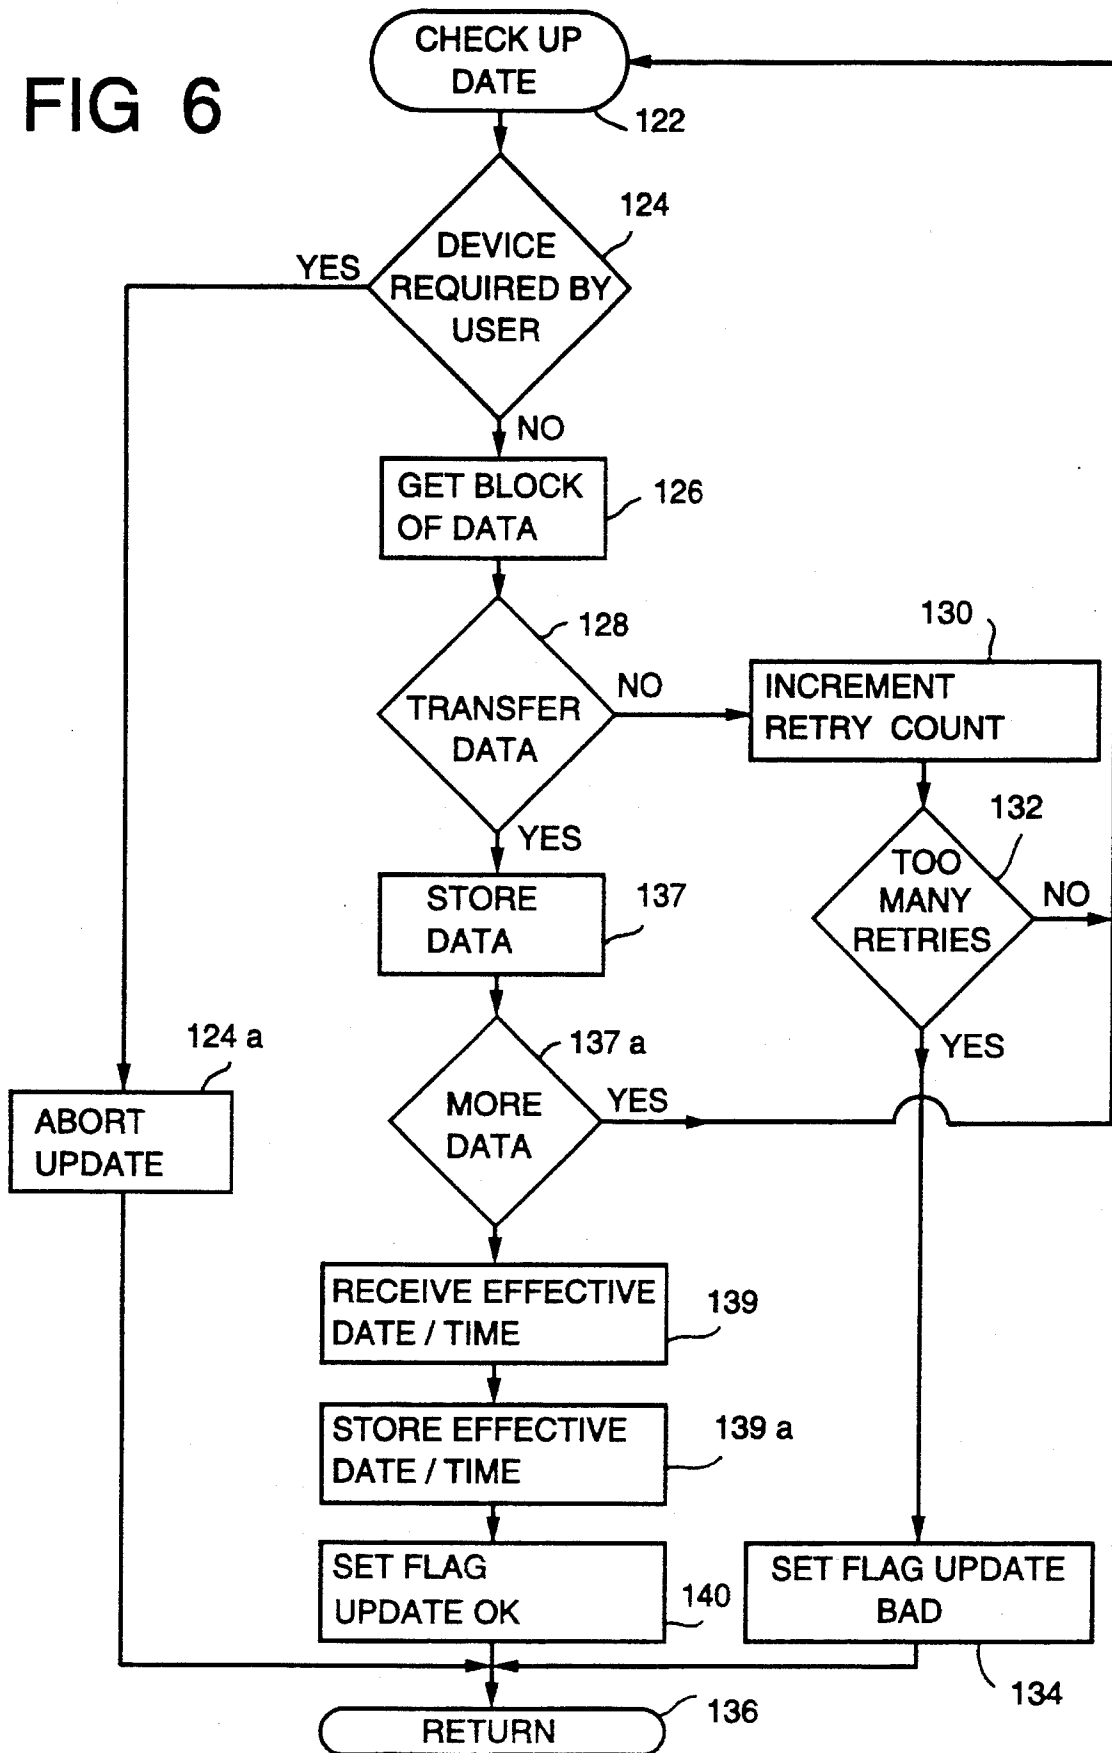 FIG 6
CHECK UP
DATE
122
124
DEVICE
REQUIRED BY
USER
YES
NO
GET BLOCK
OF DATA
126
128
TRANSFER
DATA
NO
130
INCREMENT
RETRY COUNT
YES
132
TOO
MANY
RETRIES
NO
STORE
DATA
137
YES
124 a
ABORT
UPDATE
137 a
MORE
DATA
YES
RECEIVE EFFECTIVE
DATE / TIME
139
STORE EFFECTIVE
DATE / TIME
139 a
SET FLAG
UPDATE OK
140
SET FLAG UPDATE
BAD
134
RETURN
136